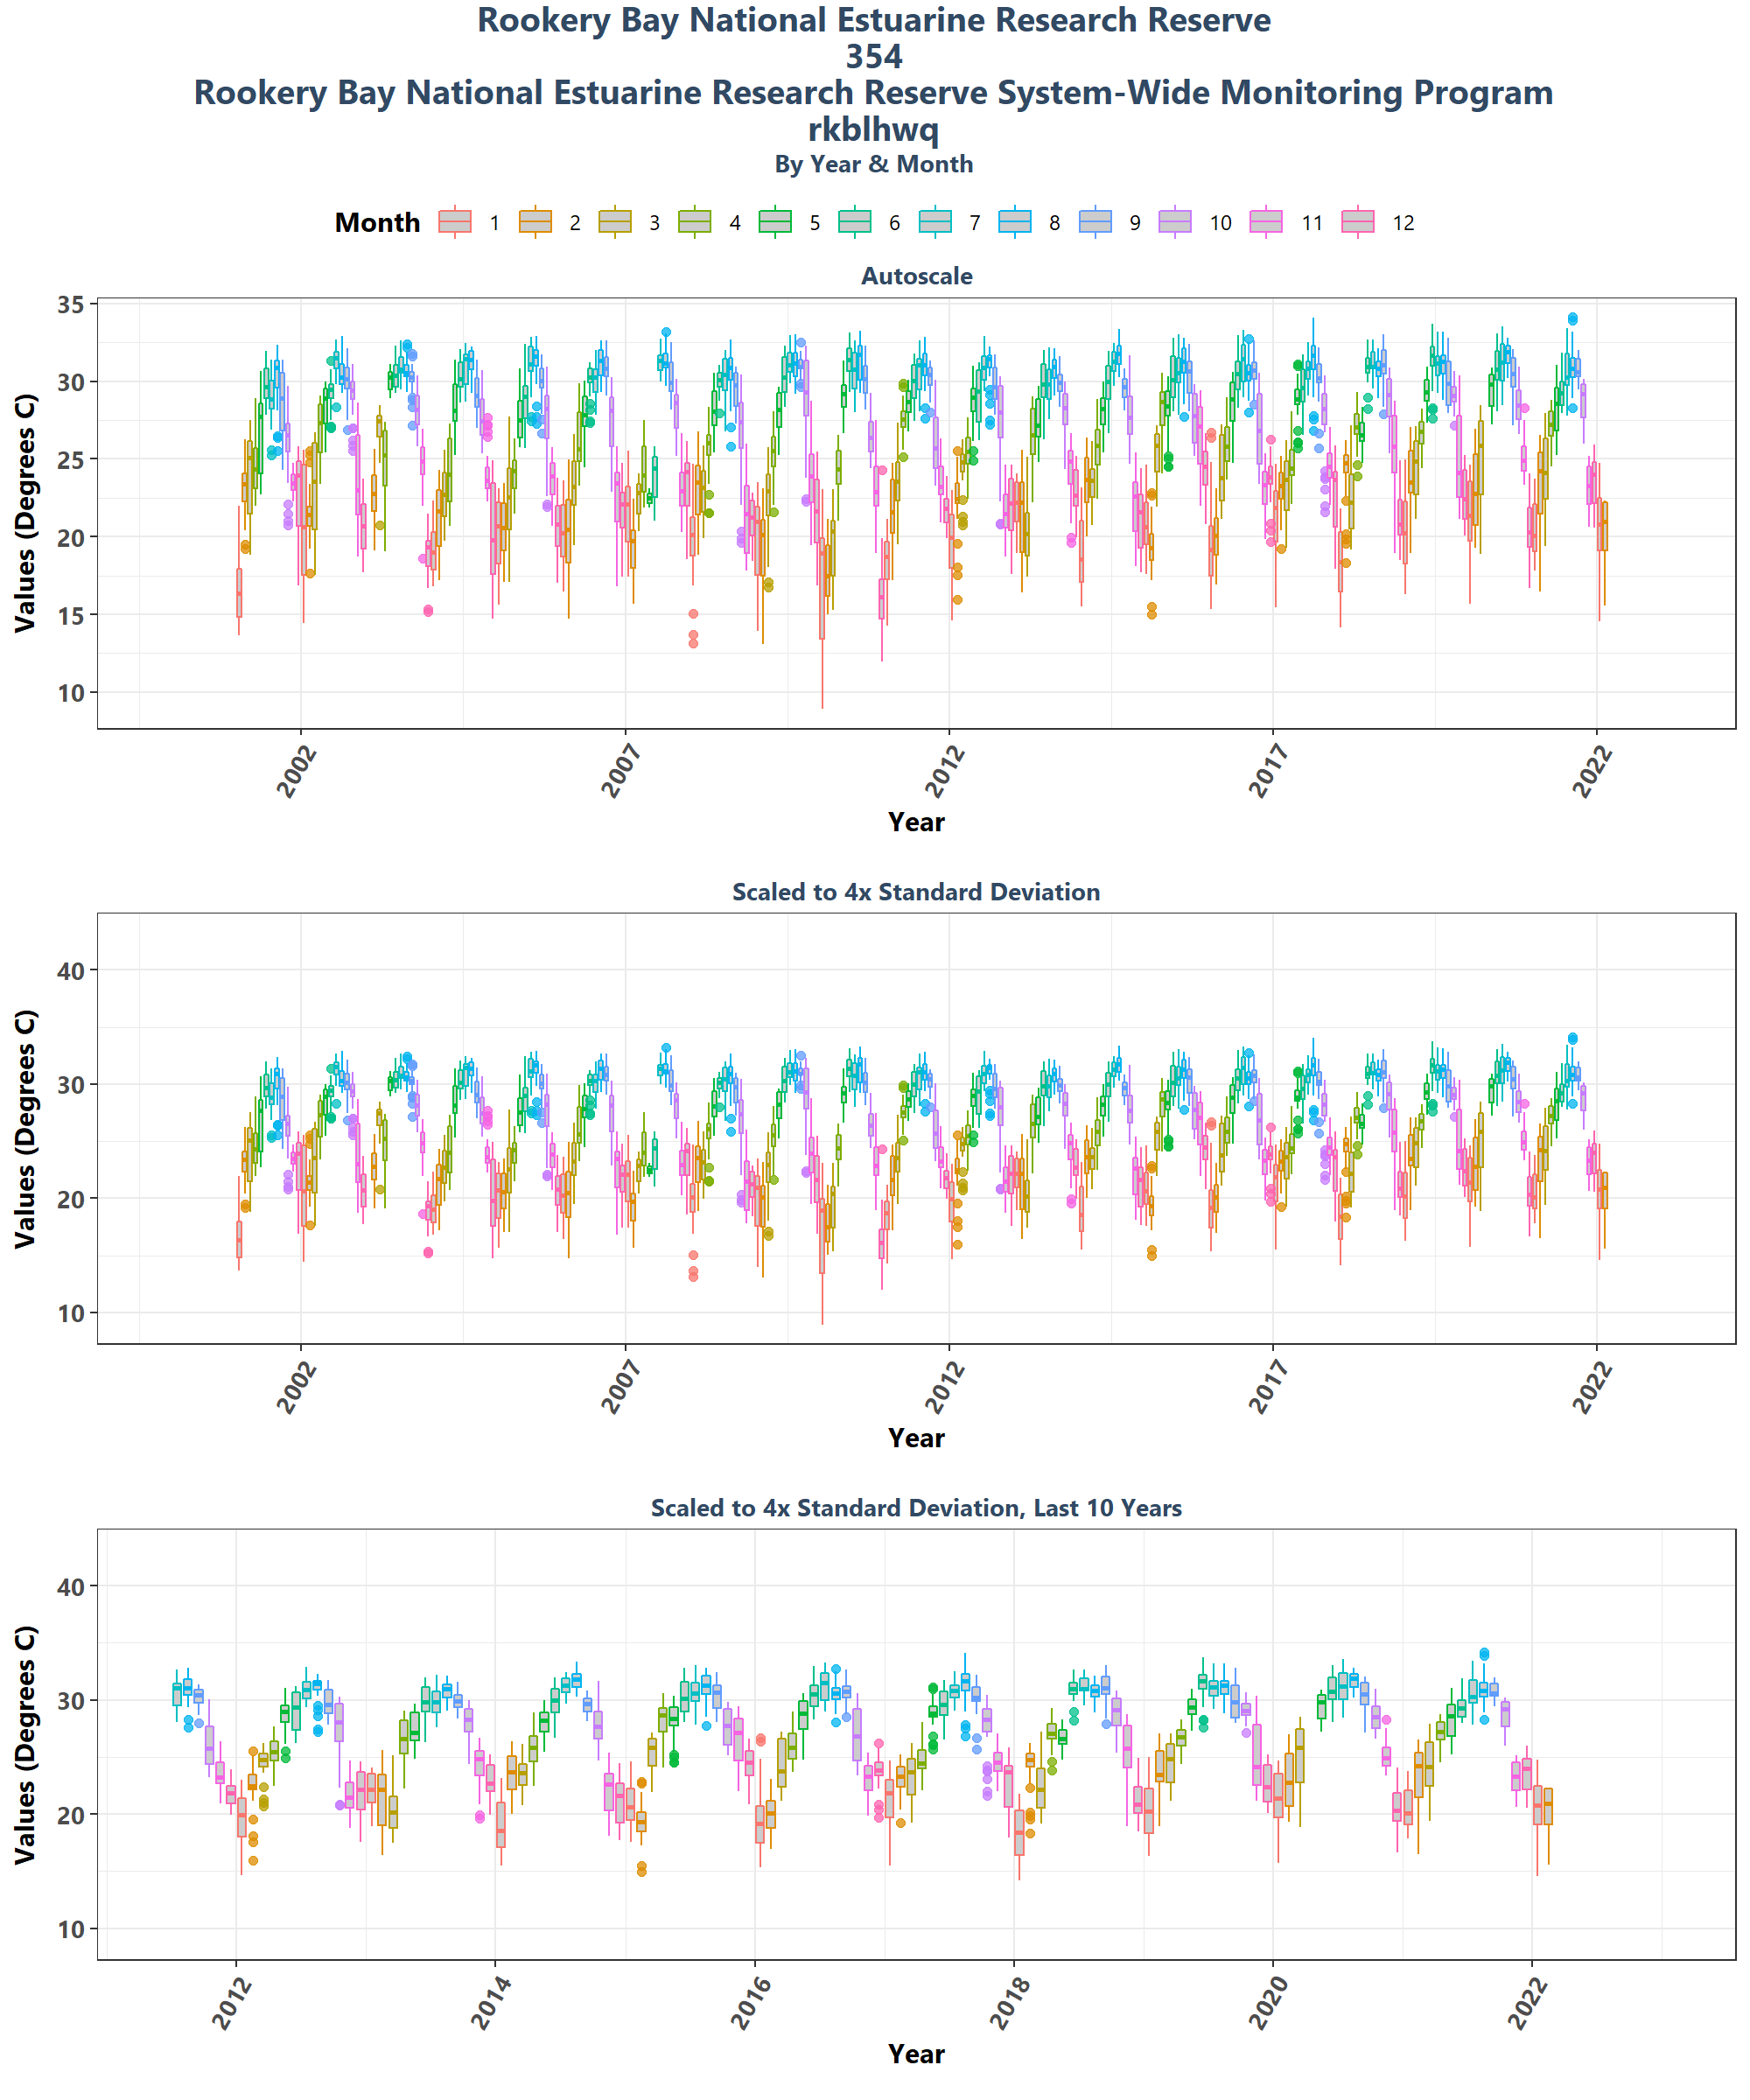 Rookery Bay National Estuarine Research Reserve
354
Rookery Bay National Estuarine Research Reserve System-Wide Monitoring Program
rkblhwq
By Year & Month
Month 1 2 3 4 5 6 7 8 9 10 11 12
Autoscale
Values (Degrees C)
35
30
25
20
15
10
2002 2007 2012 2017 2022
Year
Scaled to 4x Standard Deviation
Values (Degrees C)
40
30
20
10
2002 2007 2012 2017 2022
Year
Scaled to 4x Standard Deviation, Last 10 Years
Values (Degrees C)
40
30
20
10
2012 2014 2016 2018 2020 2022
Year